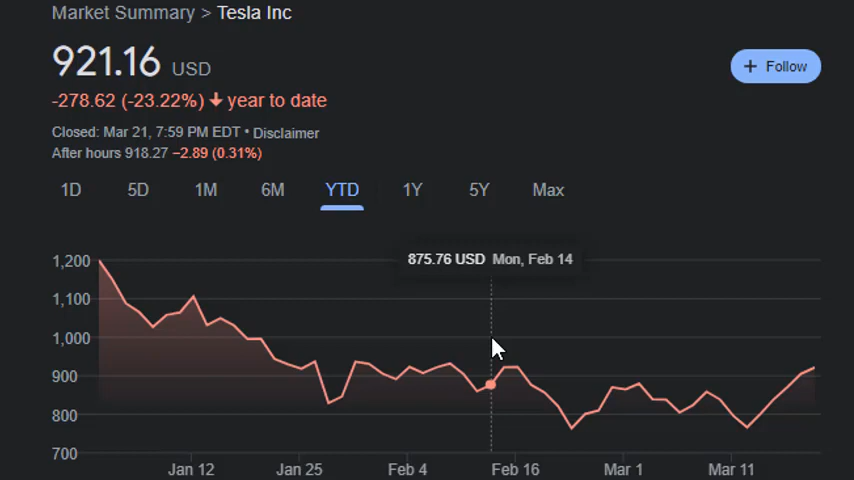 Market Summary > Tesla Inc
921.16 USD
+ Follow
-278.62 (-23.22%) ↓ year to date
Closed: Mar 21, 7:59 PM EDT • Disclaimer
After hours 918.27 −2.89 (0.31%)
1D 5D 1M 6M YTD 1Y 5Y Max
875.76 USD Mon, Feb 14
1,200
1,100
1,000
900
800
700
Jan 12 Jan 25 Feb 4 Feb 16 Mar 1 Mar 11